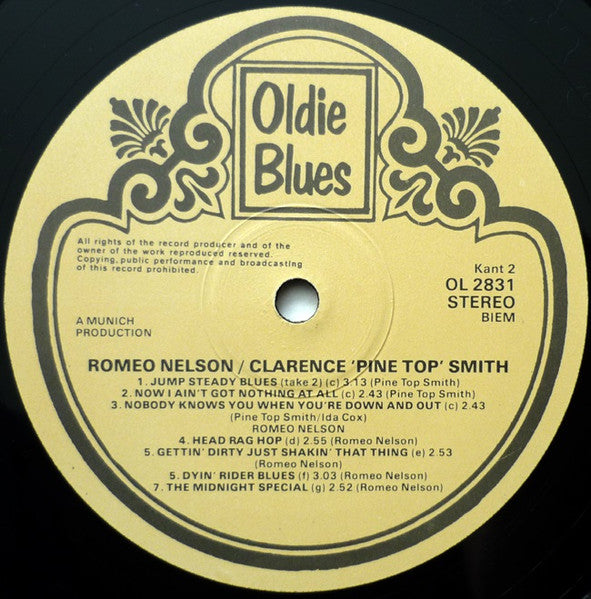 Oldie
Blues
All rights of the record producer and of the
owner of the work reproduced reserved.
Copying, public performance and broadcasting
of this record prohibited
Kant 2
OL 2831
STEREO
BIEM
A MUNICH
PRODUCTION
ROMEO NELSON / CLARENCE 'PINE TOP' SMITH
1. JUMP STEADY BLUES (take 2) (c) 3.13 (Pine Top Smith)
2. NOW I AIN'T GOT NOTHING AT ALL (c) 2.43 (Pine Top Smith)
3. NOBODY KNOWS YOU WHEN YOU'RE DOWN AND OUT (c) 2.43
(Pine Top Smith/Ida Cox)
ROMEO NELSON
4. HEAD RAG HOP (d) 2.55 (Romeo Nelson)
5. GETTIN' DIRTY JUST SHAKIN' THAT THING (e) 2.53
(Romeo Nelson)
5. DYIN' RIDER BLUES (f) 3.03 (Romeo Nelson)
7. THE MIDNIGHT SPECIAL (g) 2.52 (Romeo Nelson)